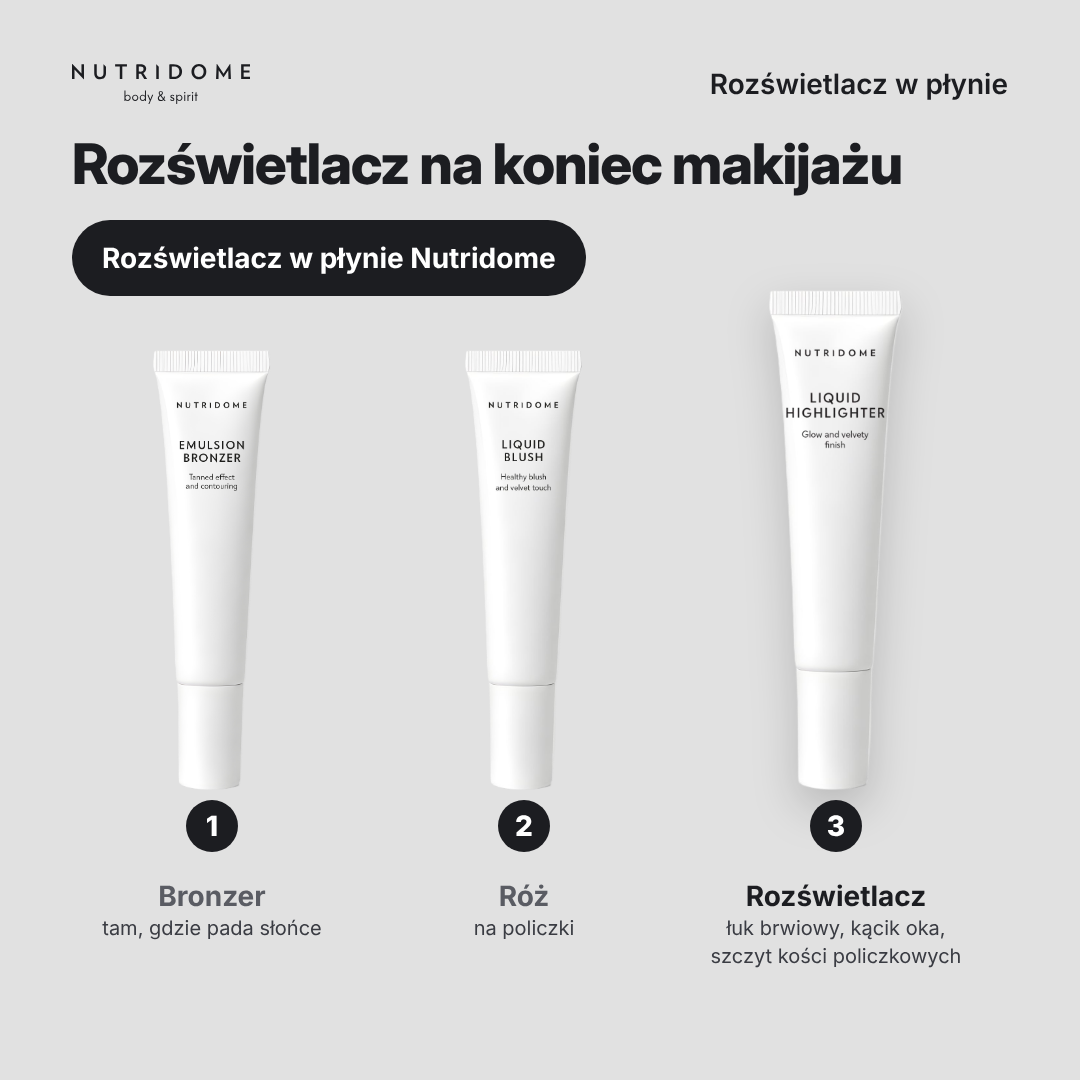 NUTRIDOME
body & spirit
Rozświetlacz w płynie
Rozświetlacz na koniec makijażu
Rozświetlacz w płynie Nutridome
NUTRIDOME
EMULSION
BRONZER
Tanned effect
and contouring
NUTRIDOME
LIQUID
BLUSH
Healthy blush
and velvet touch
NUTRIDOME
LIQUID
HIGHLIGHTER
Glow and velvety
finish
1
2
3
Bronzer
tam, gdzie pada słońce
Róż
na policzki
Rozświetlacz
łuk brwiowy, kącik oka,
szczyt kości policzkowych